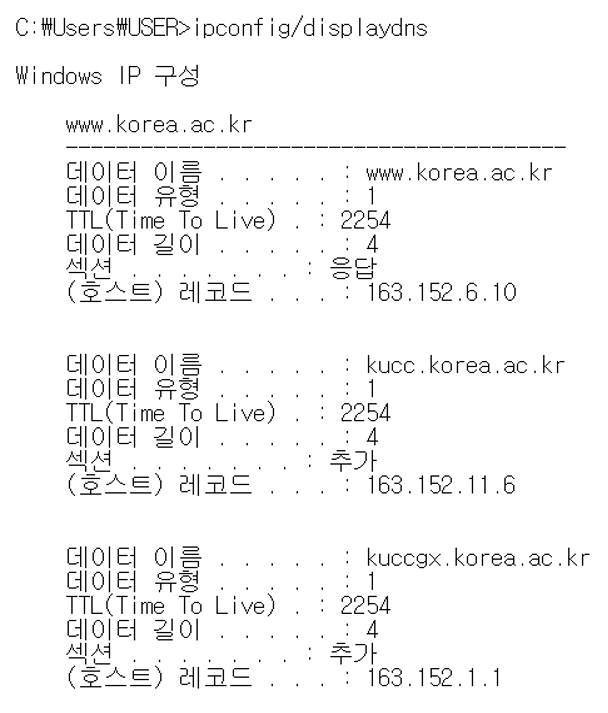 C:₩Users₩USER>ipconfig/displaydns
Windows IP 구성
www.korea.ac.kr
----------------------------------------
데이터 이름 . . . . . : www.korea.ac.kr
데이터 유형 . . . . . : 1
TTL(Time To Live) . : 2254
데이터 길이 . . . . . : 4
섹션 . . . . . . . : 응답
(호스트) 레코드 . . . : 163.152.6.10
데이터 이름 . . . . . : kucc.korea.ac.kr
데이터 유형 . . . . . : 1
TTL(Time To Live) . : 2254
데이터 길이 . . . . . : 4
섹션 . . . . . . . : 추가
(호스트) 레코드 . . . : 163.152.11.6
데이터 이름 . . . . . : kuccgx.korea.ac.kr
데이터 유형 . . . . . : 1
TTL(Time To Live) . : 2254
데이터 길이 . . . . . : 4
섹션 . . . . . . . : 추가
(호스트) 레코드 . . . : 163.152.1.1